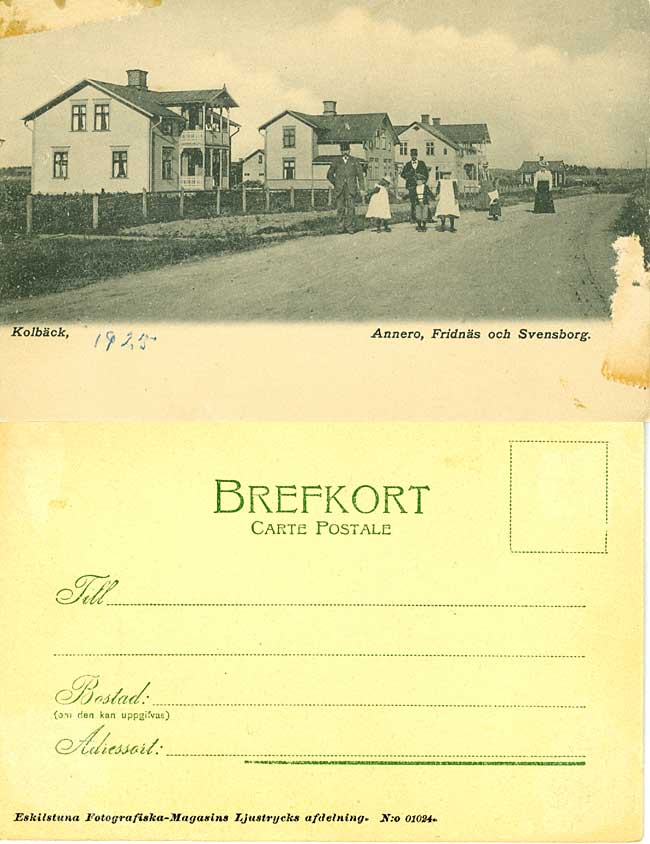 Kolbäck, 1925 Annero, Fridnäs och Svensborg.
BREFKORT
CARTE POSTALE
Till
Bostad:
(om den kan uppgifvas)
Adressort:
Eskilstuna Fotografiska-Magasins Ljustrycks afdelning. N:o 01024.